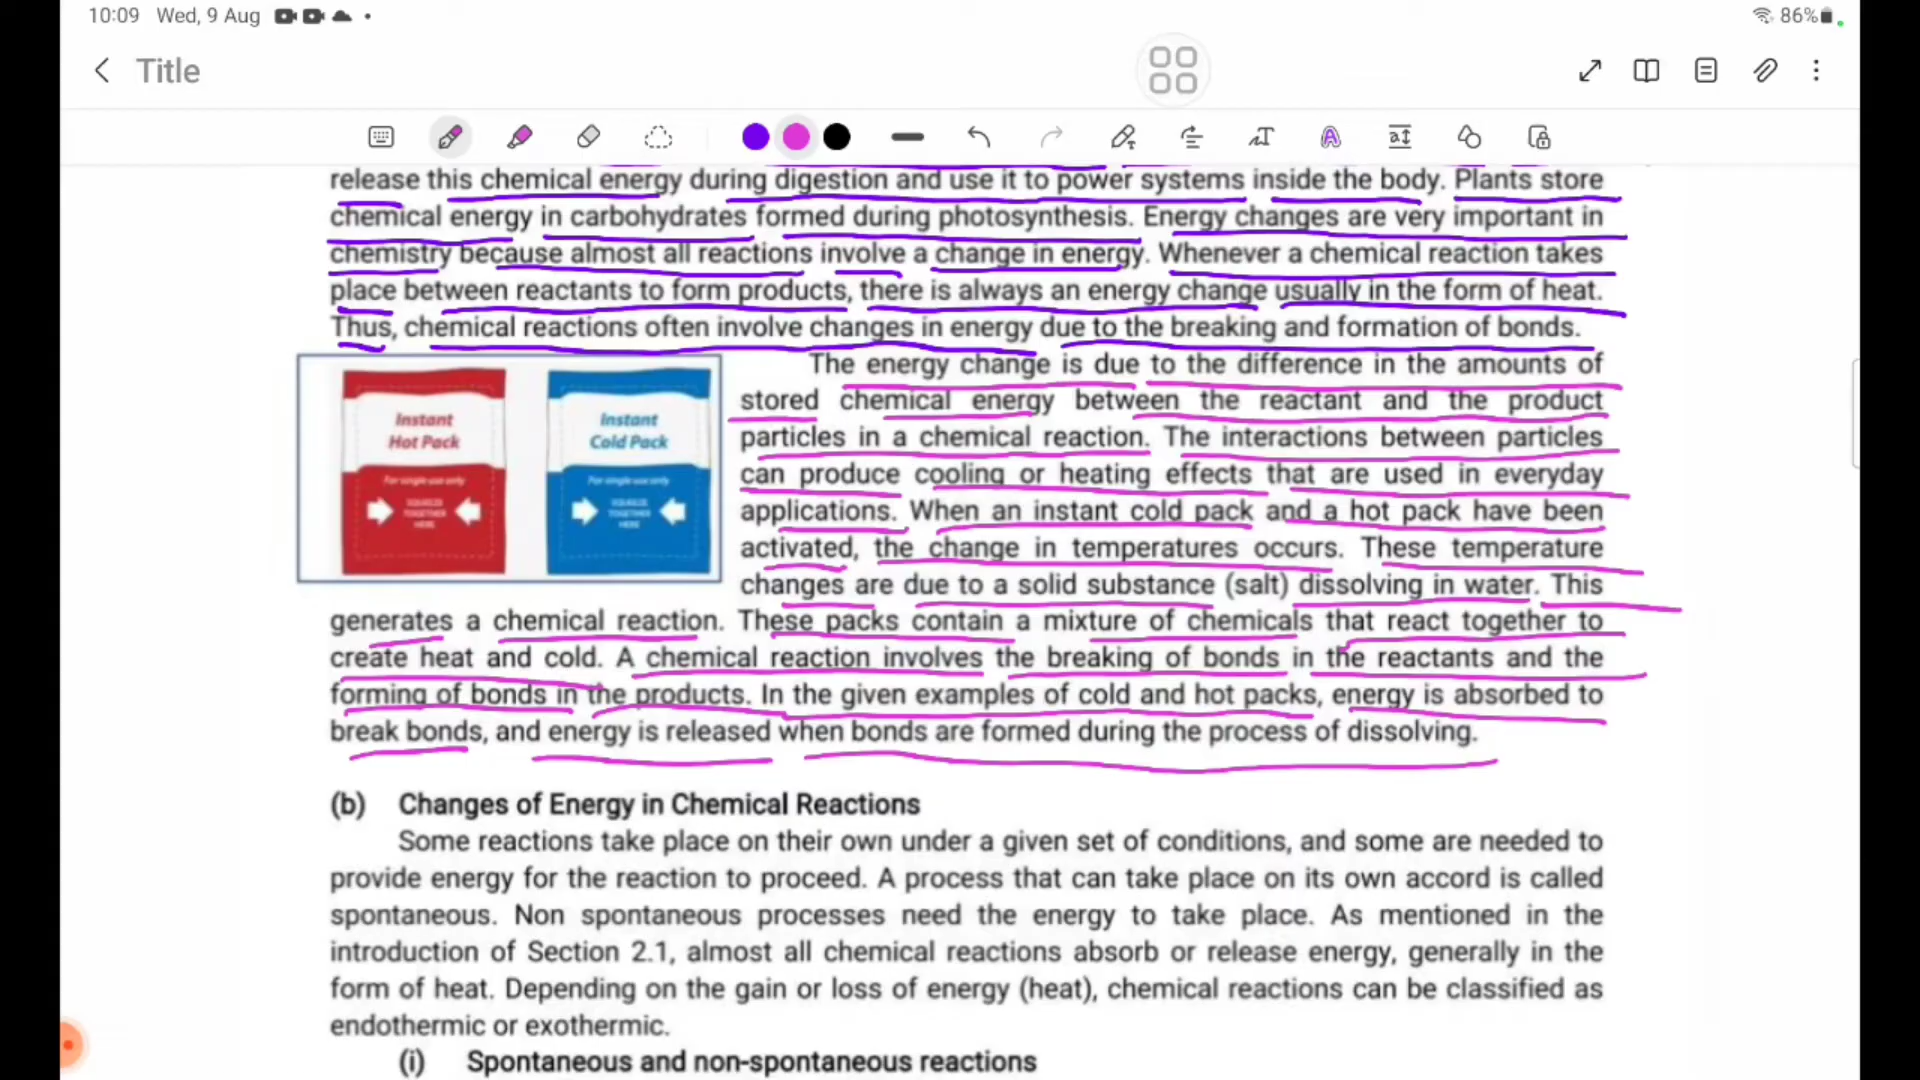 10:09 Wed, 9 Aug
86%
Title
release this chemical energy during digestion and use it to power systems inside the body. Plants store
chemical energy in carbohydrates formed during photosynthesis. Energy changes are very important in
chemistry because almost all reactions involve a change in energy. Whenever a chemical reaction takes
place between reactants to form products, there is always an energy change usually in the form of heat.
Thus, chemical reactions often involve changes in energy due to the breaking and formation of bonds.
The energy change is due to the difference in the amounts of
stored chemical energy between the reactant and the product
particles in a chemical reaction. The interactions between particles
can produce cooling or heating effects that are used in everyday
applications. When an instant cold pack and a hot pack have been
activated, the change in temperatures occurs. These temperature
changes are due to a solid substance (salt) dissolving in water. This
Instant
Hot Pack
For single use only
SQUEEZE
TOGETHER
HERE
Instant
Cold Pack
For single use only
SQUEEZE
TOGETHER
HERE
generates a chemical reaction. These packs contain a mixture of chemicals that react together to
create heat and cold. A chemical reaction involves the breaking of bonds in the reactants and the
forming of bonds in the products. In the given examples of cold and hot packs, energy is absorbed to
break bonds, and energy is released when bonds are formed during the process of dissolving.
(b) Changes of Energy in Chemical Reactions
Some reactions take place on their own under a given set of conditions, and some are needed to
provide energy for the reaction to proceed. A process that can take place on its own accord is called
spontaneous. Non spontaneous processes need the energy to take place. As mentioned in the
introduction of Section 2.1, almost all chemical reactions absorb or release energy, generally in the
form of heat. Depending on the gain or loss of energy (heat), chemical reactions can be classified as
endothermic or exothermic.
(i) Spontaneous and non-spontaneous reactions